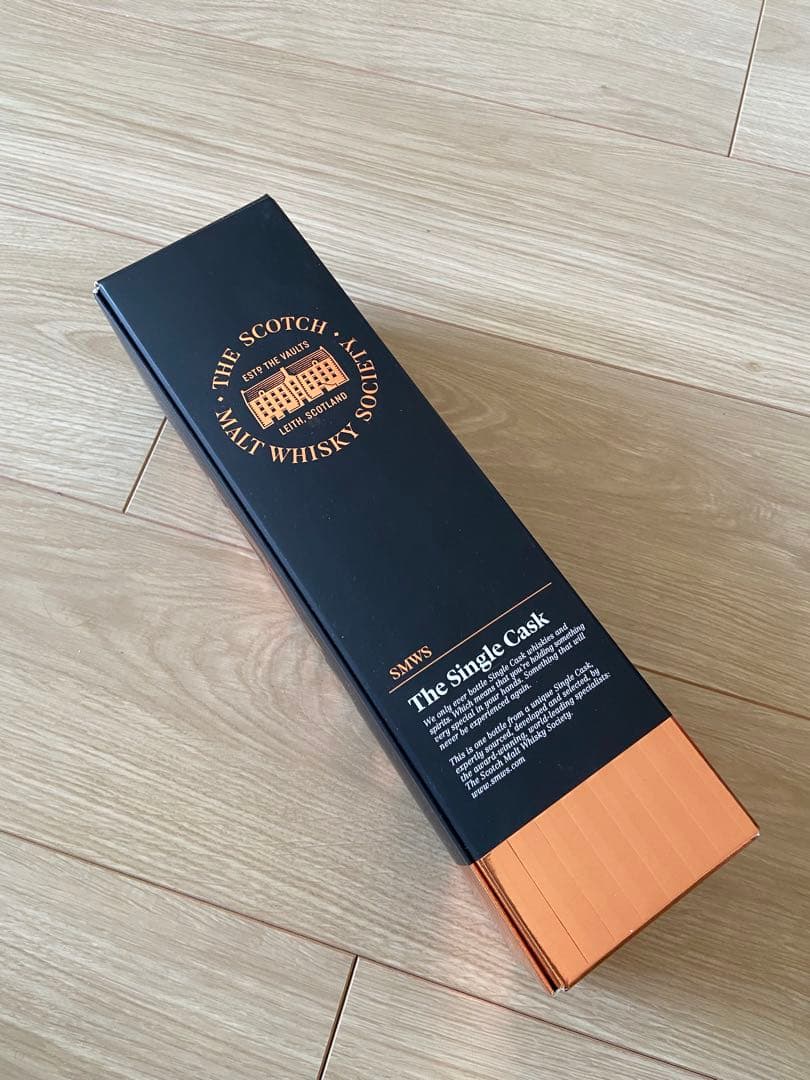 THE SCOTCH
MALT WHISKY SOCIETY
ESTD THE VAULTS
LEITH, SCOTLAND
SMWS
The Single Cask
We only ever bottle Single Cask whiskies and
spirits. Which means that you're holding something
very special in your hands. Something that will
never be experienced again.
This is one bottle from a unique Single Cask,
expertly sourced, developed and selected, by
the award-winning, world-leading specialists:
The Scotch Malt Whisky Society.
www.smws.com